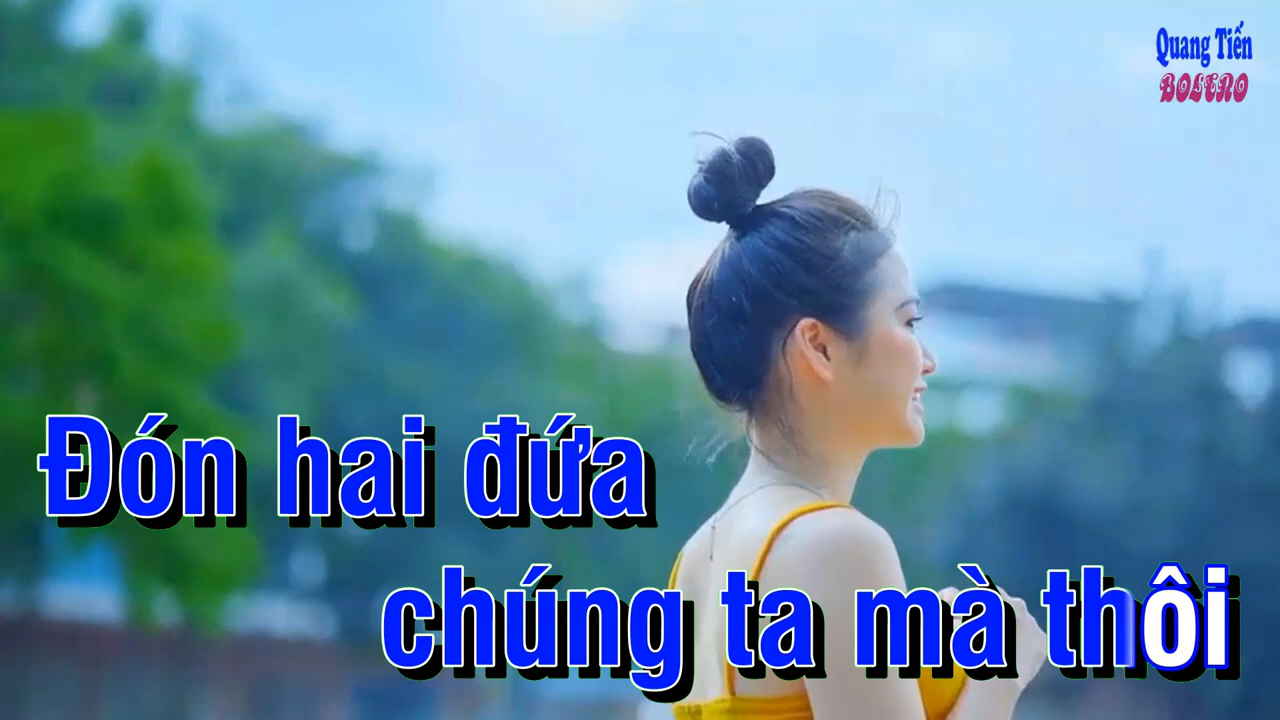 Quang Tiến
BOLERO
Đón hai đứa
chúng ta mà thôi